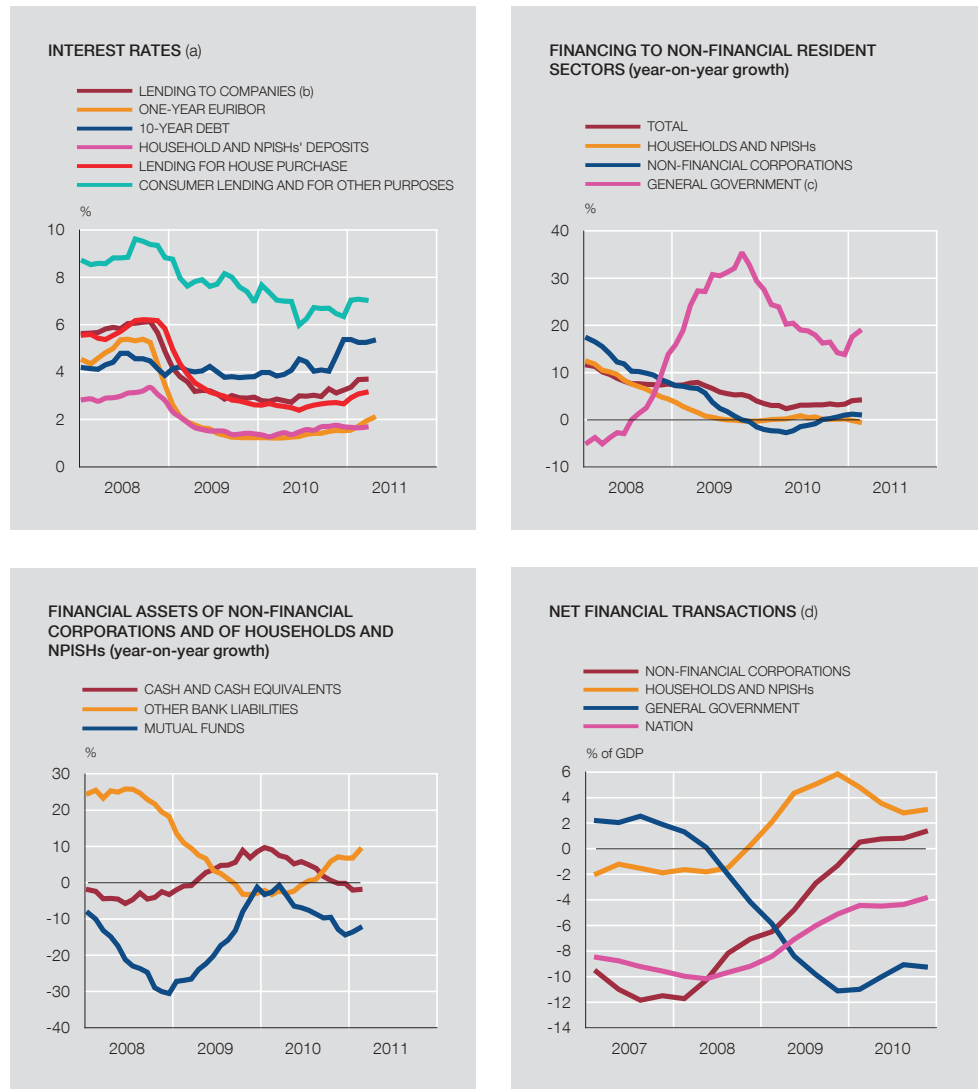 INTEREST RATES (a)
LENDING TO COMPANIES (b)
ONE-YEAR EURIBOR
10-YEAR DEBT
HOUSEHOLD AND NPISHs' DEPOSITS
LENDING FOR HOUSE PURCHASE
CONSUMER LENDING AND FOR OTHER PURPOSES
%
10
8
6
4
2
0
2008 2009 2010 2011
FINANCING TO NON-FINANCIAL RESIDENT
SECTORS (year-on-year growth)
TOTAL
HOUSEHOLDS AND NPISHs
NON-FINANCIAL CORPORATIONS
GENERAL GOVERNMENT (c)
%
40
30
20
10
0
-10
2008 2009 2010 2011
FINANCIAL ASSETS OF NON-FINANCIAL
CORPORATIONS AND OF HOUSEHOLDS AND
NPISHs (year-on-year growth)
CASH AND CASH EQUIVALENTS
OTHER BANK LIABILITIES
MUTUAL FUNDS
%
30
20
10
0
-10
-20
-30
-40
2008 2009 2010 2011
NET FINANCIAL TRANSACTIONS (d)
NON-FINANCIAL CORPORATIONS
HOUSEHOLDS AND NPISHs
GENERAL GOVERNMENT
NATION
% of GDP
6
4
2
0
-2
-4
-6
-8
-10
-12
-14
2007 2008 2009 2010